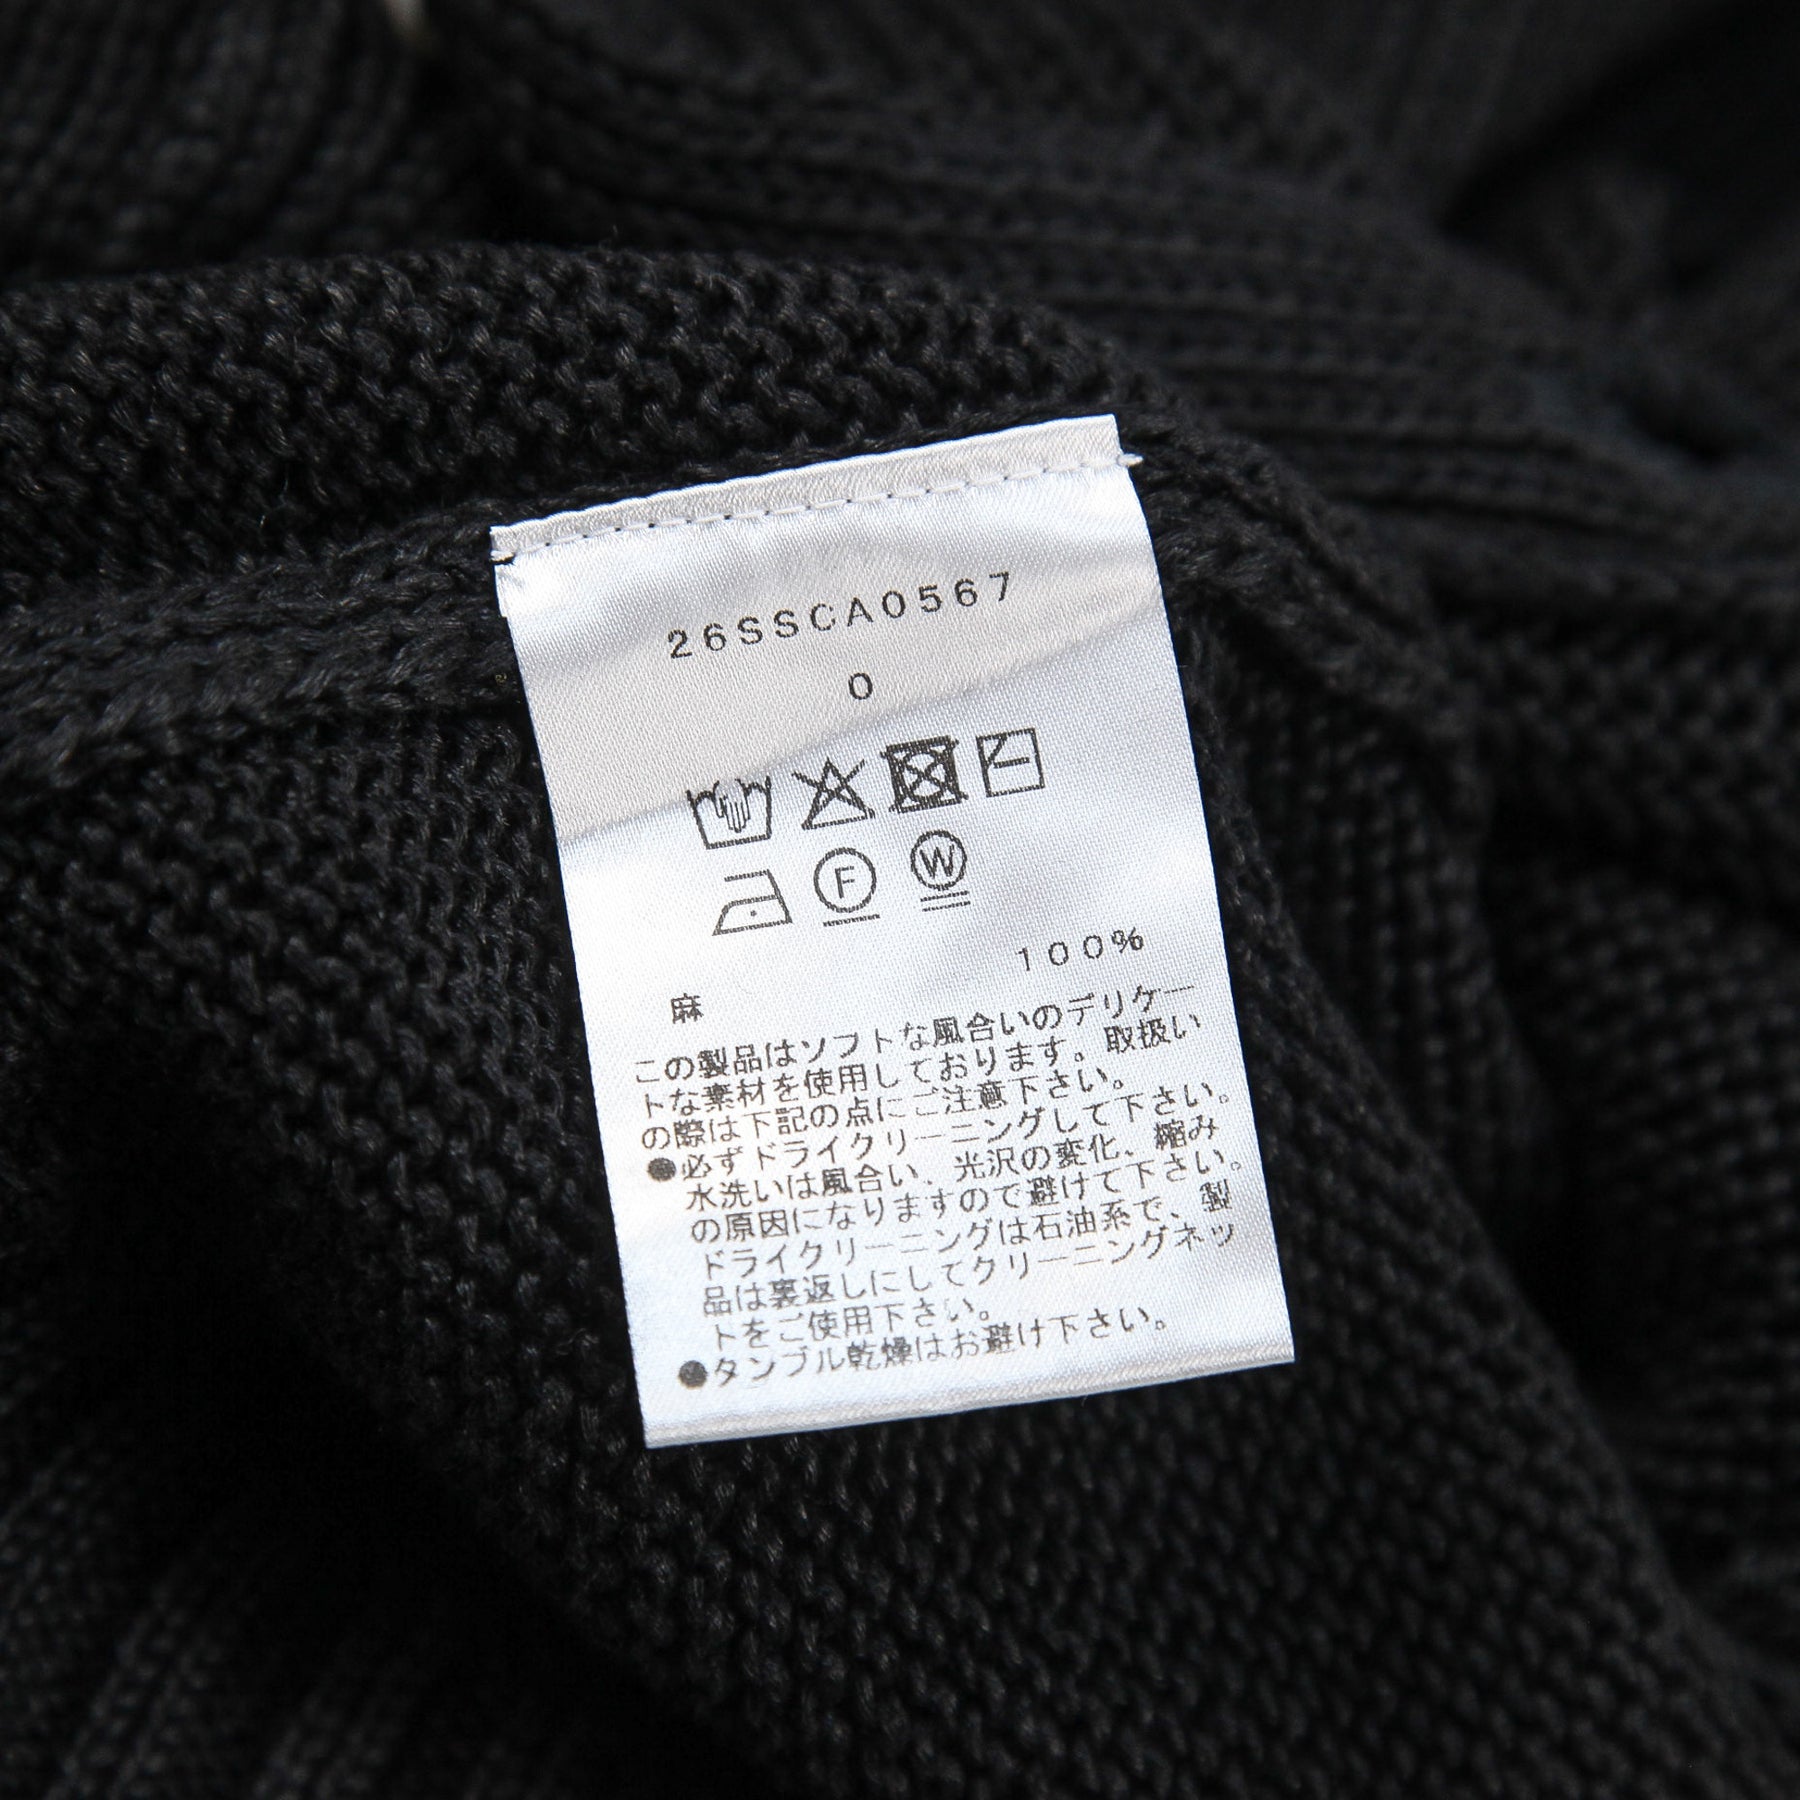 26SSCA0567
0
F W
100%
麻
この製品はソフトな風合いのデリケー
トな素材を使用しております。取扱い
の際は下記の点にご注意下さい。
●必ずドライクリーニングして下さい。
水洗いは風合い、光沢の変化、縮み
の原因になりますので避けて下さい。
ドライクリーニングは石油系で、製
品は裏返しにしてクリーニングネッ
トをご使用下さい。
●タンブル乾燥はお避け下さい。